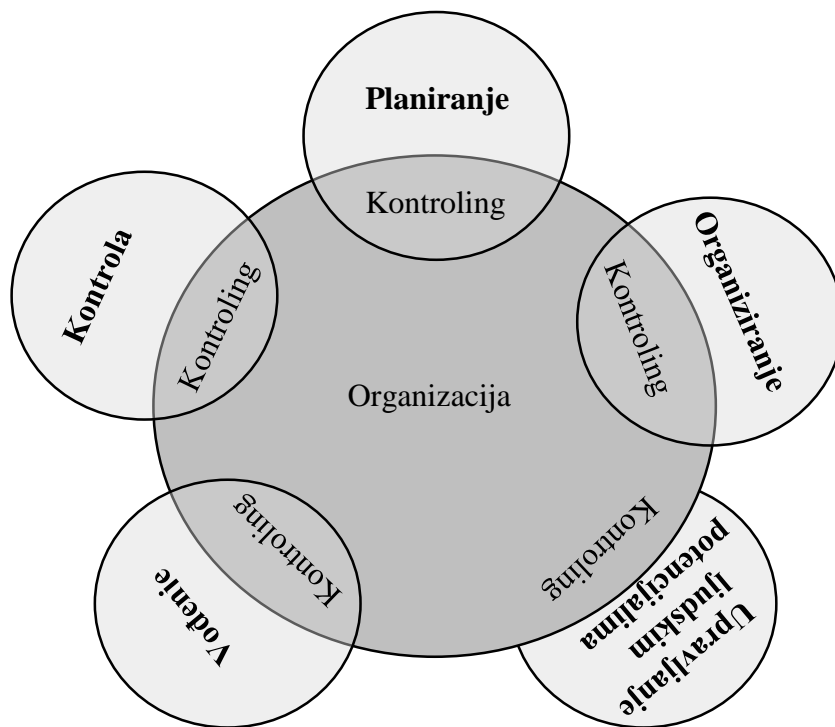 Planiranje
Kontroling
Organiziranje
Kontroling
Upravljanje
ljudskim
potencijalima
Kontroling
Vođenje
Kontroling
Kontrola
Kontroling
Organizacija